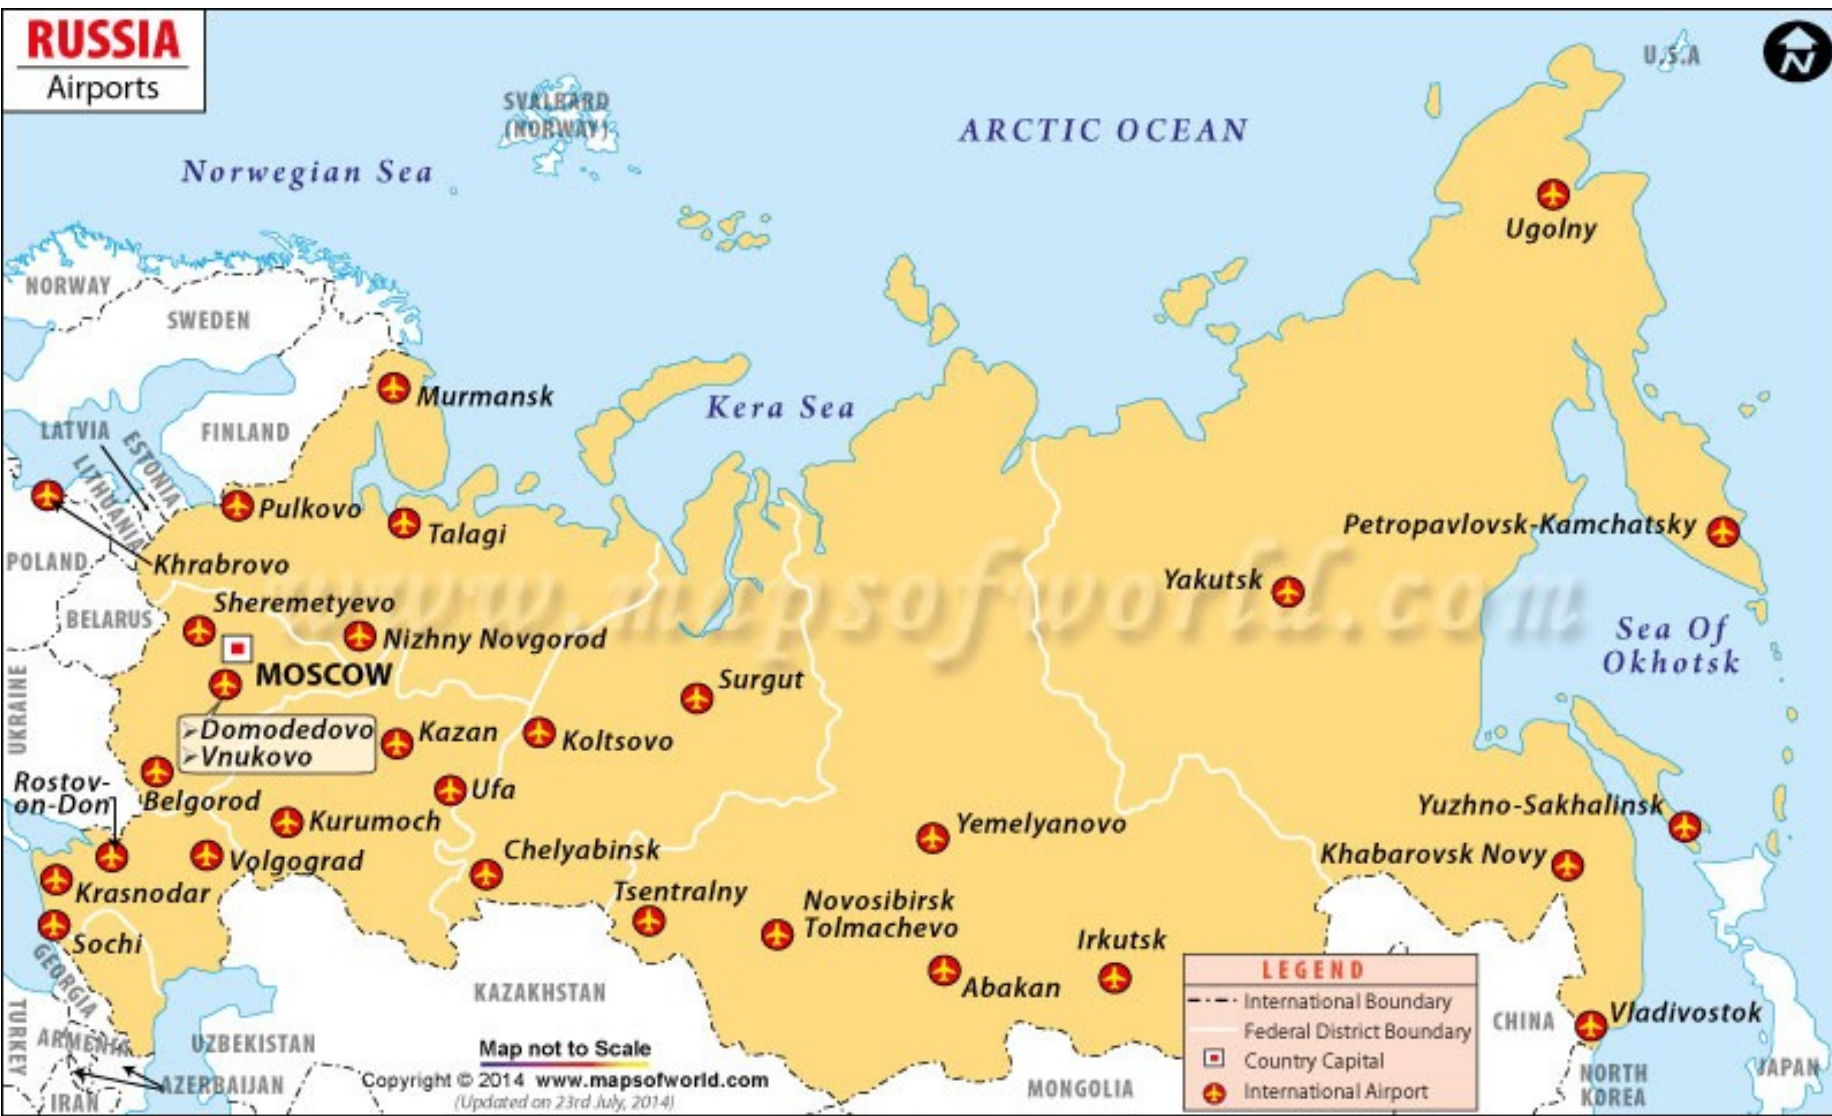 RUSSIA
Airports
U.S.A
N
SVALBARD
(NORWAY)
ARCTIC OCEAN
Norwegian Sea
Ugolny
NORWAY
SWEDEN
Murmansk
Kera Sea
FINLAND
LATVIA
ESTONIA
LITHUANIA
Pulkovo
Talagi
Petropavlovsk-Kamchatsky
POLAND
Khrabrovo
www.mapsofworld.com
Yakutsk
Sheremetyevo
BELARUS
Nizhny Novgorod
Sea Of
Okhotsk
MOSCOW
Surgut
UKRAINE
Domodedovo
Vnukovo
Kazan
Koltsovo
Rostov-
on-Don
Belgorod
Ufa
Yuzhno-Sakhalinsk
Kurumoch
Yemelyanovo
Volgograd
Chelyabinsk
Khabarovsk Novy
Krasnodar
Tsentralny
Novosibirsk
Tolmachevo
Sochi
Irkutsk
GEORGIA
Abakan
KAZAKHSTAN
LEGEND
International Boundary
Federal District Boundary
Country Capital
International Airport
CHINA
Vladivostok
TURKEY
ARMENIA
UZBEKISTAN
Map not to Scale
AZERBAIJAN
Copyright © 2014 www.mapsofworld.com
(Updated on 23rd July, 2014)
IRAN
MONGOLIA
NORTH
KOREA
JAPAN